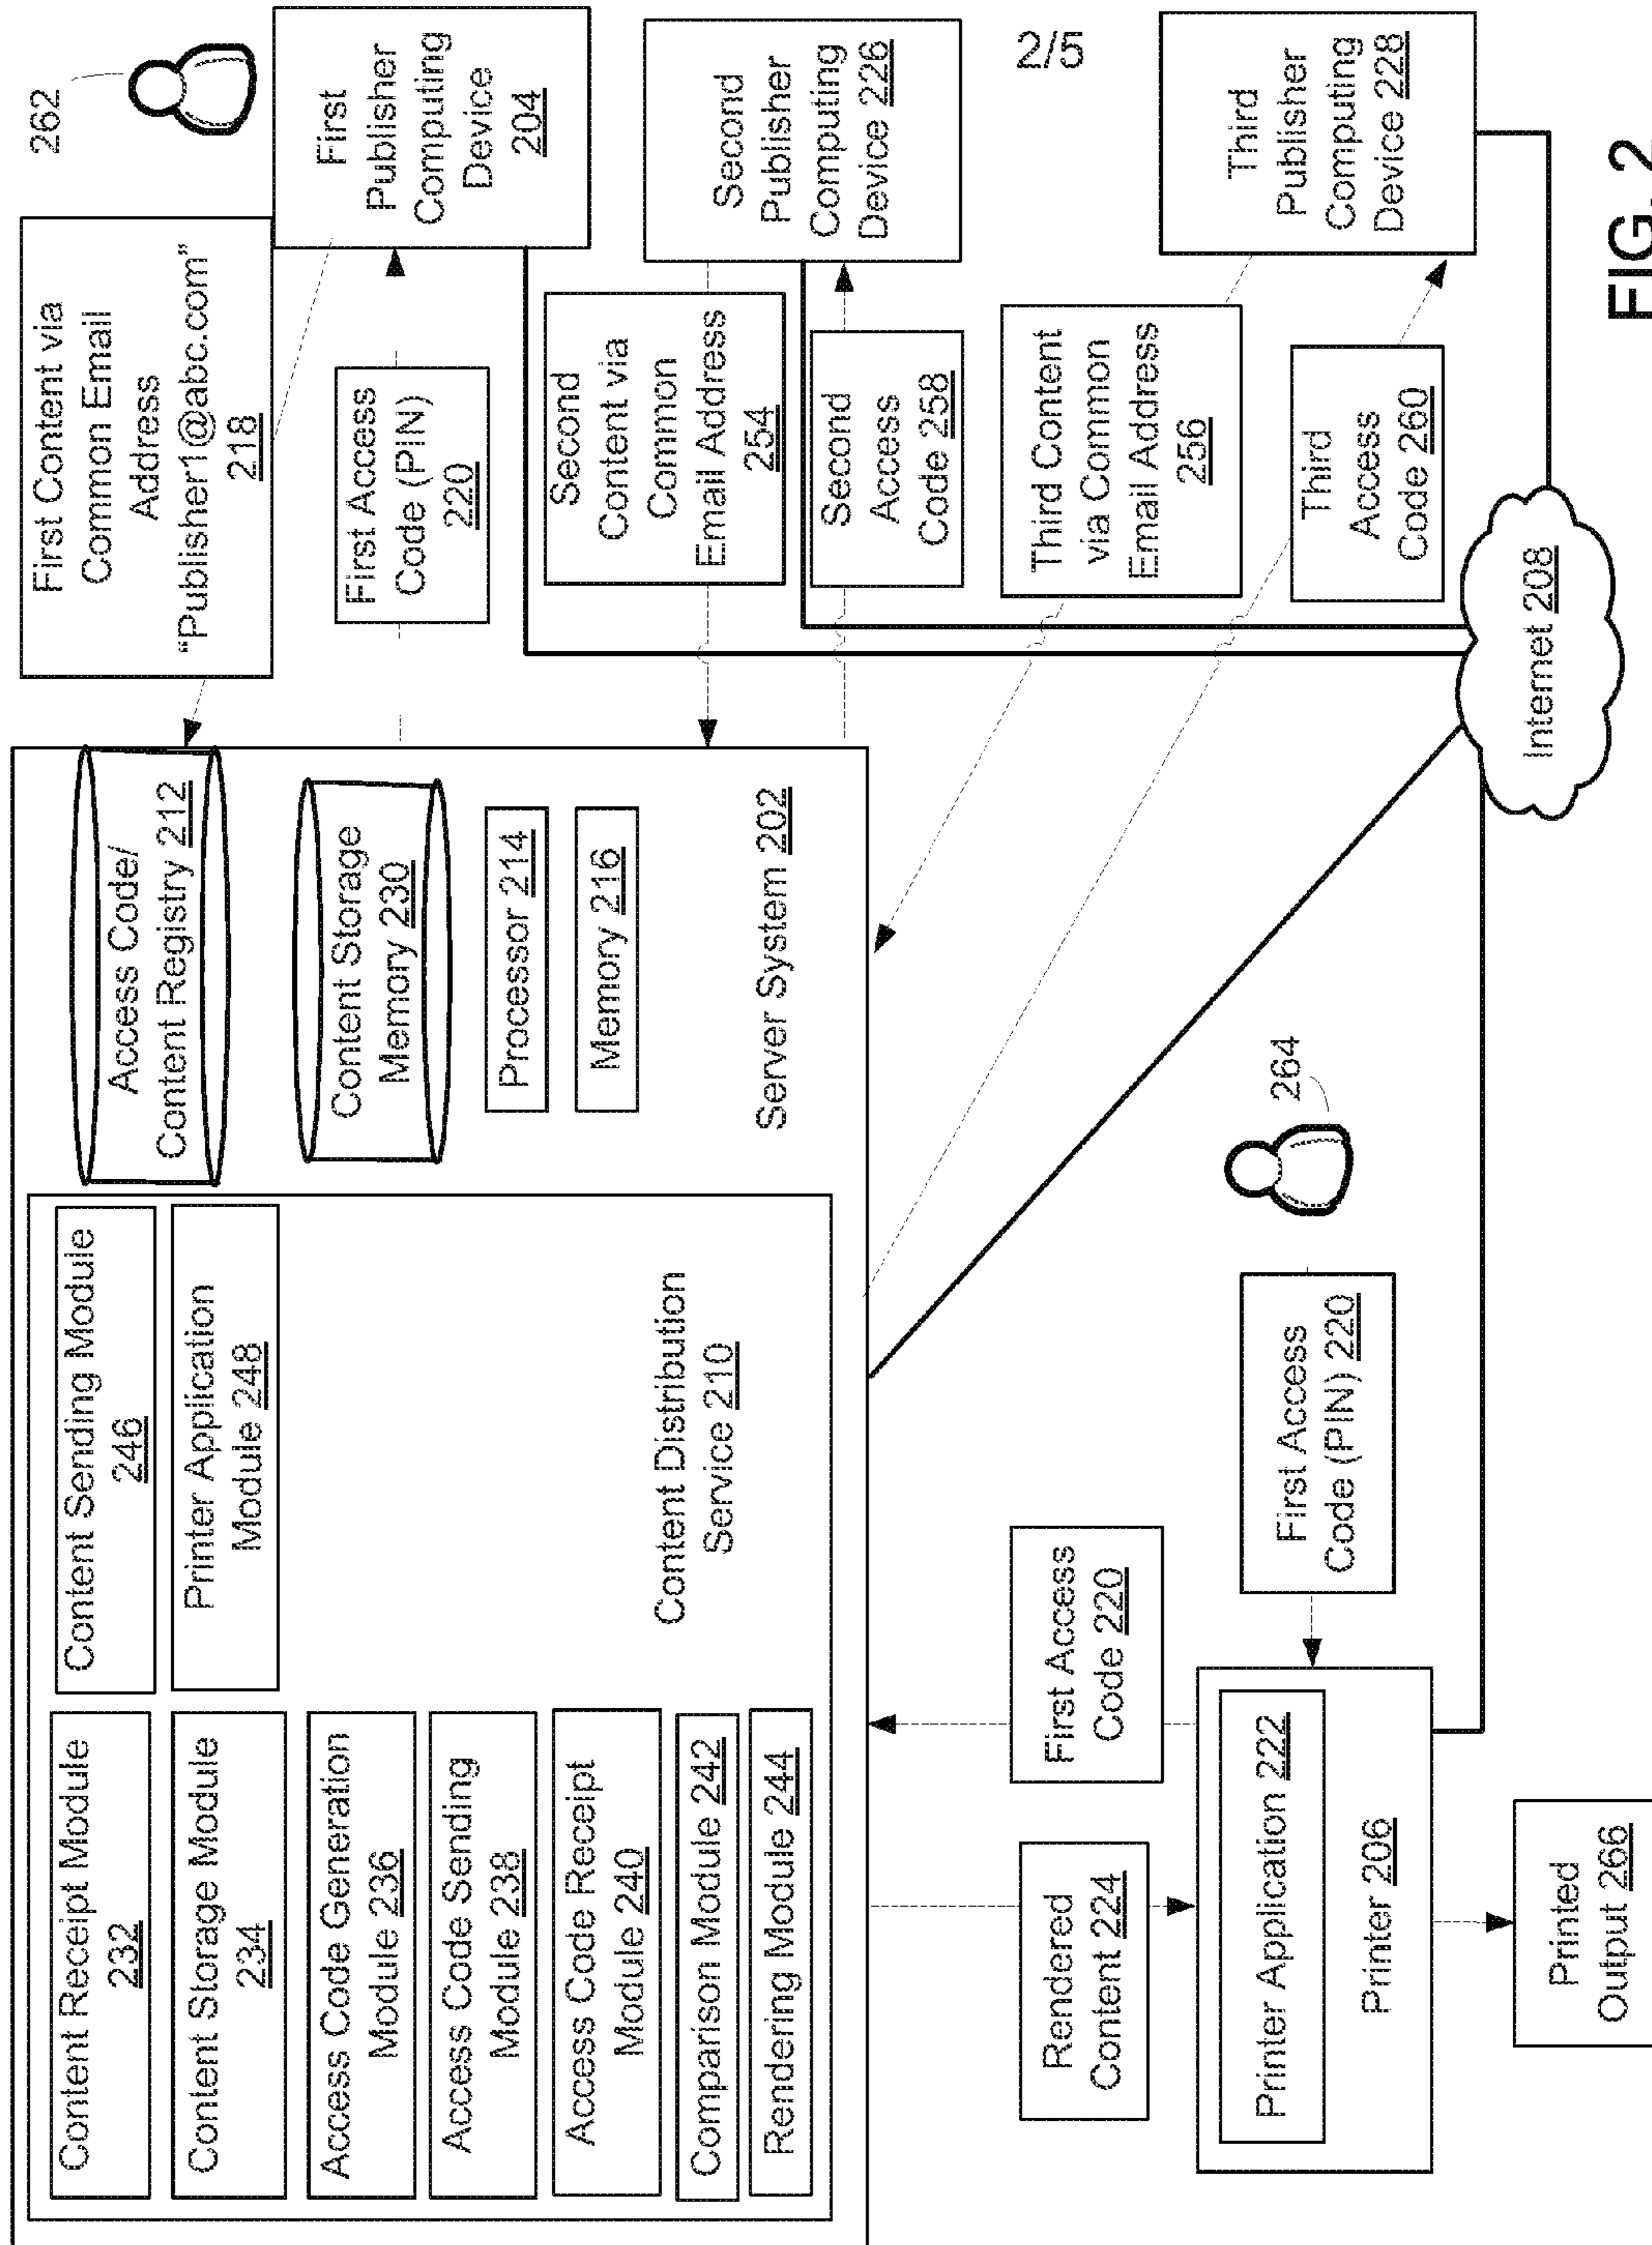 2/5
Content Receipt Module
232
Content Storage Module
234
Access Code Generation
Module 236
Access Code Sending
Module 238
Access Code Receipt
Module 240
Comparison Module 242
Rendering Module 244
Content Sending Module
246
Printer Application
Module 248
Content Distribution
Service 210
Access Code/
Content Registry 212
Content Storage
Memory 230
Processor 214
Memory 216
Server System 202
First Content via
Common Email
Address
“Publisher1@abc.com”
218
262
First
Publisher
Computing
Device
204
First Access
Code (PIN)
220
Second
Content via
Common
Email Address
254
Second
Publisher
Computing
Device 226
Second
Access
Code 258
Third Content
via Common
Email Address
256
Third
Publisher
Computing
Device 228
Third
Access
Code 260
Internet 208
Rendered
Content 224
First Access
Code 220
First Access
Code (PIN) 220
264
Printer Application 222
Printer 206
Printed
Output 266
FIG. 2